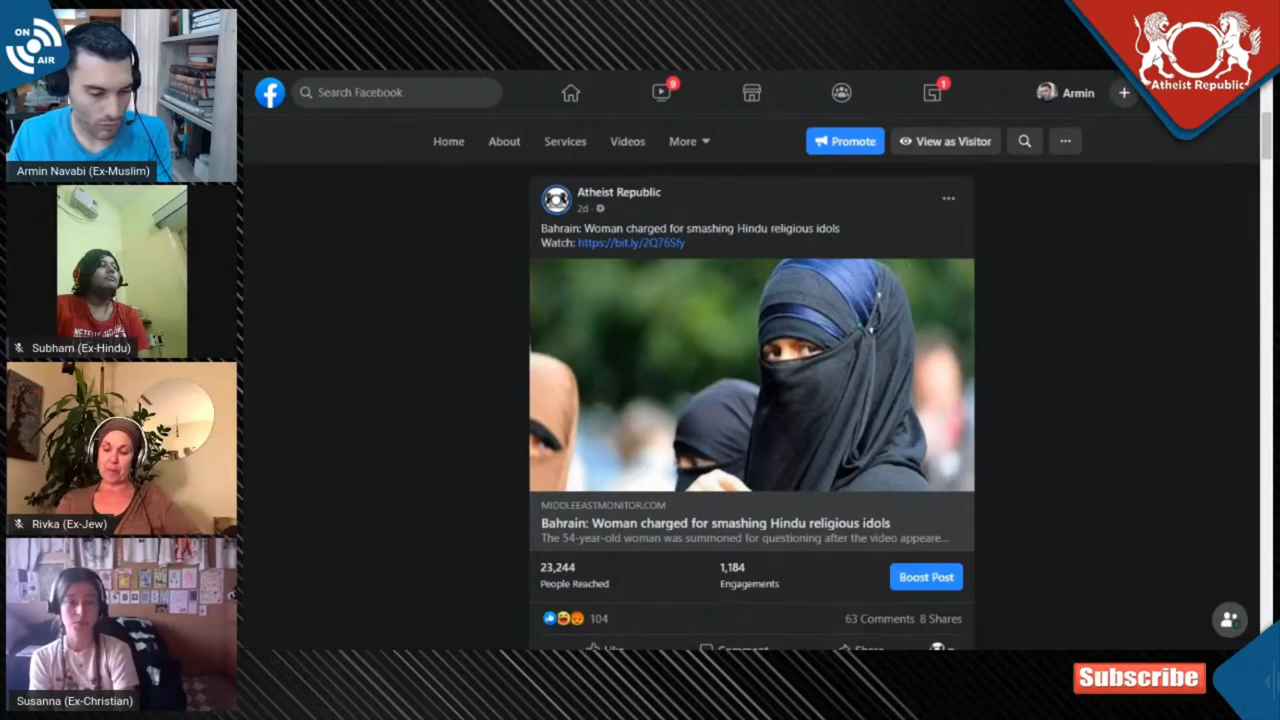 ON
AIR
Armin Navabi (Ex-Muslim)
Subham (Ex-Hindu)
Rivka (Ex-Jew)
Susanna (Ex-Christian)
Search Facebook
9
1
Armin
Atheist Republic
Home About Services Videos More
Promote View as Visitor
Atheist Republic
2d
Bahrain: Woman charged for smashing Hindu religious idols
Watch: https://bit.ly/2Q76Sfy
MIDDLEEASTMONITOR.COM
Bahrain: Woman charged for smashing Hindu religious idols
The 54-year-old woman was summoned for questioning after the video appeare...
23,244
People Reached
1,184
Engagements
Boost Post
104
63 Comments 8 Shares
Like Comment Share
Subscribe